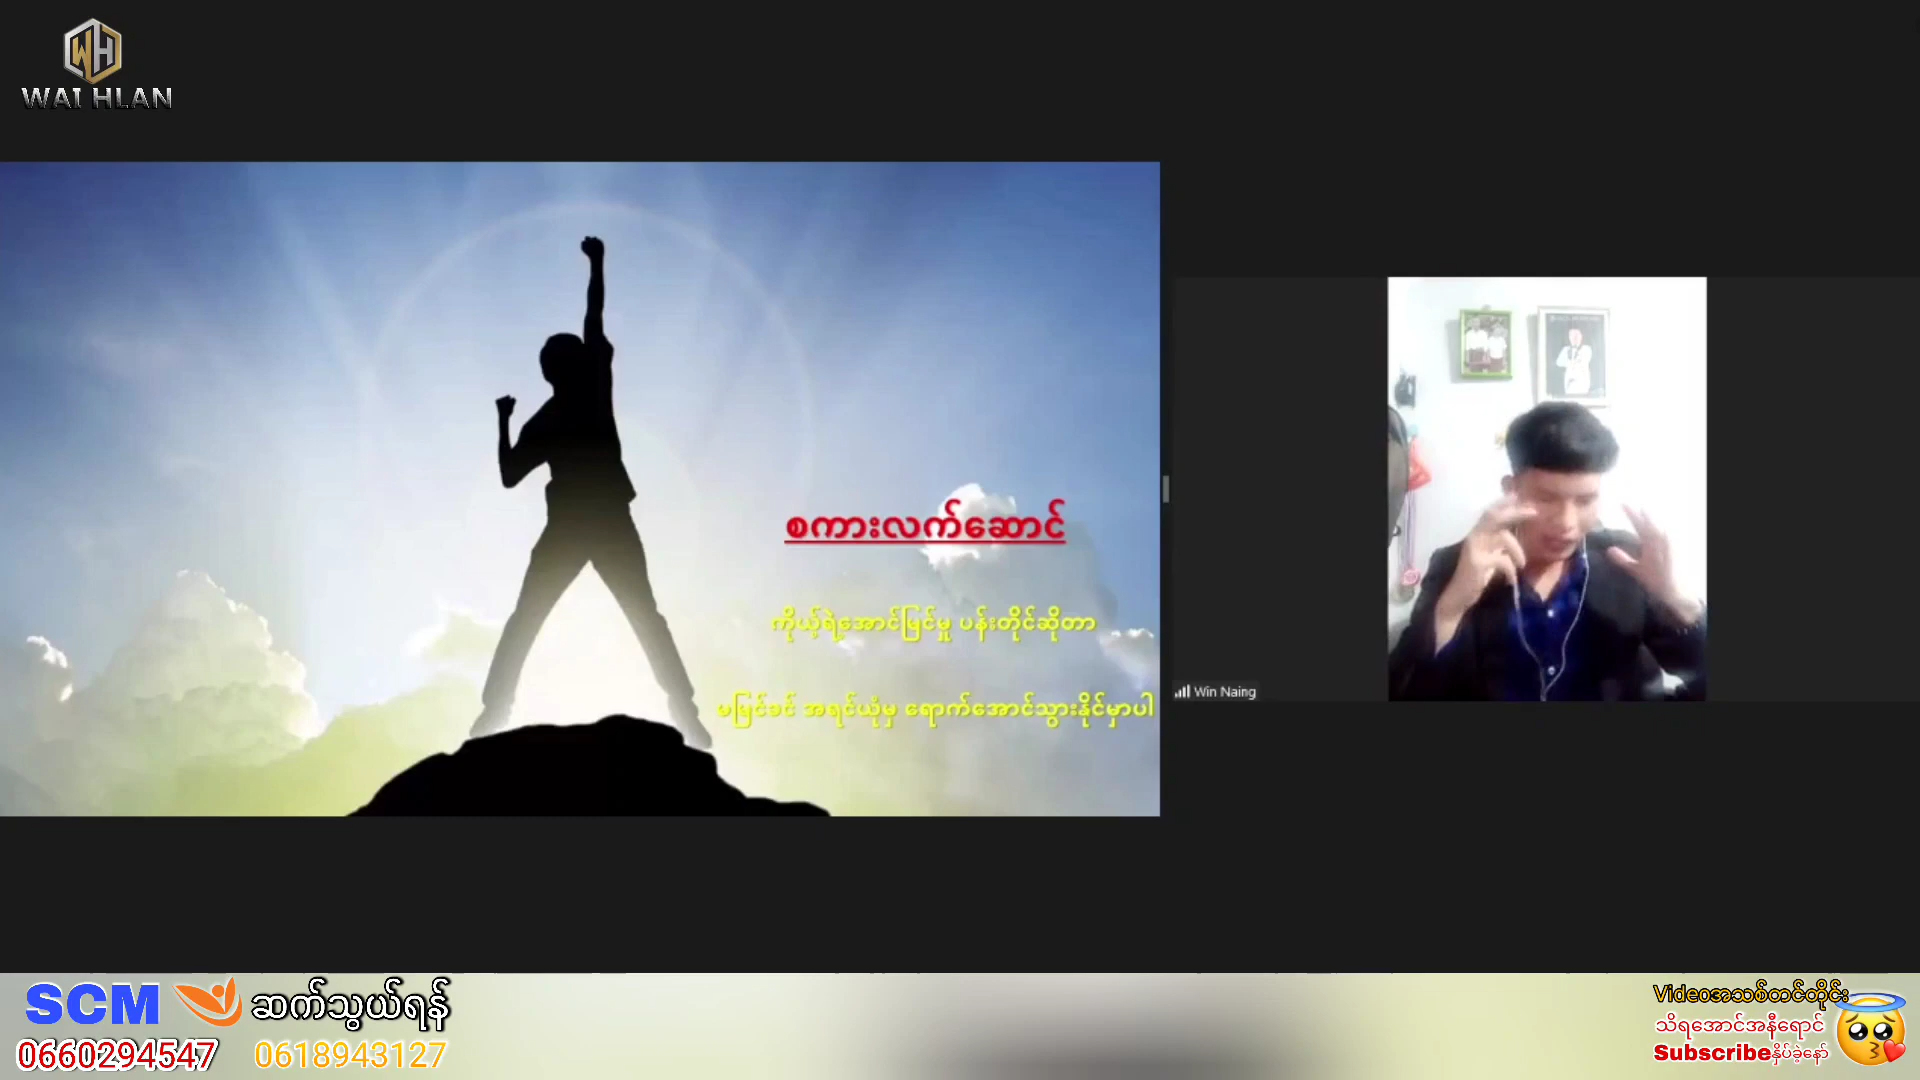 WH
WAI HLAN
စကားလက်ဆောင်
ကိုယ့်ရဲ့အောင်မြင်မှု ပန်းတိုင်ဆိုတာ
မမြင်ခင် အရင်ယုံမှ ရောက်အောင်သွားနိုင်မှာပါ
Win Naing
SCM ဆက်သွယ်ရန်
0660294547 0618943127
Videoအသစ်တင်တိုင်း
သိရအောင်အနီရောင်
Subscribeနှိပ်ခဲ့နော်